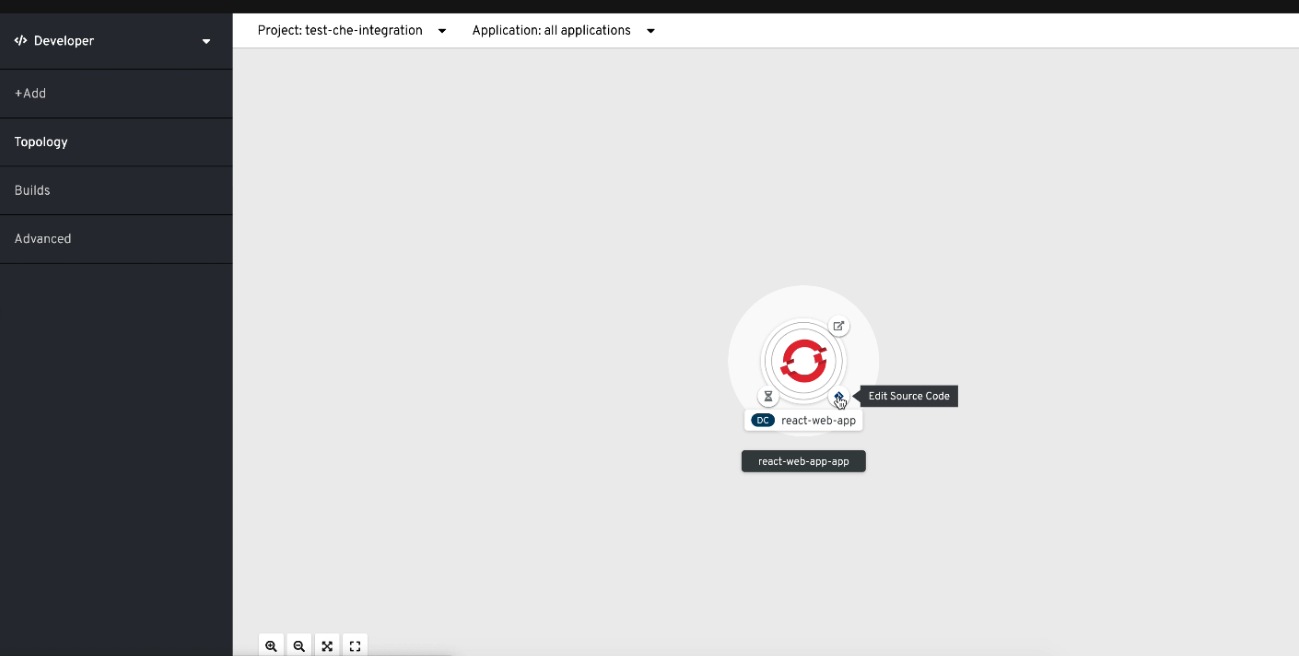 Developer
Project: test-che-integration
Application: all applications
+Add
Topology
Builds
Advanced
Edit Source Code
DC react-web-app
react-web-app-app